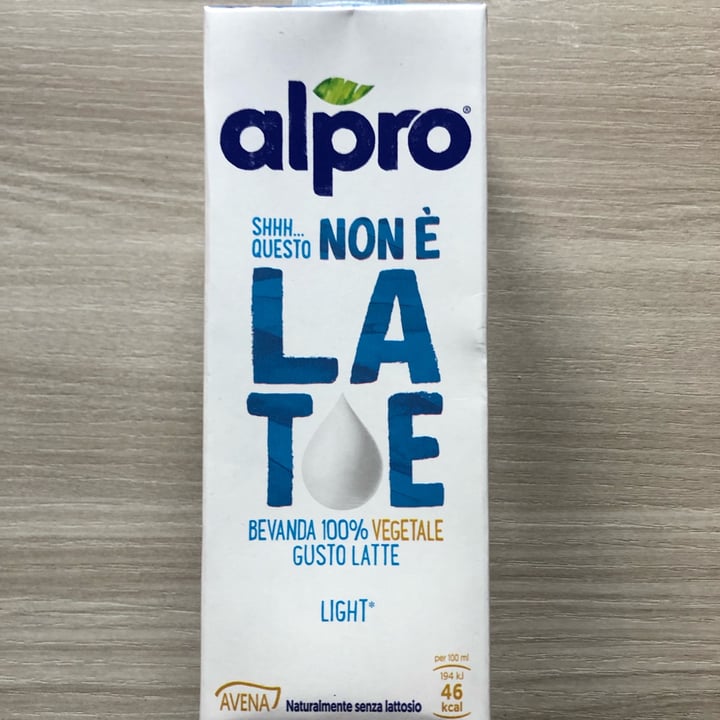 alpro®
SHHH...
QUESTO NON È
LA
T E
BEVANDA 100% VEGETALE
GUSTO LATTE
LIGHT*
per 100 ml
194 kJ
46
kcal
AVENA
Naturalmente senza lattosio